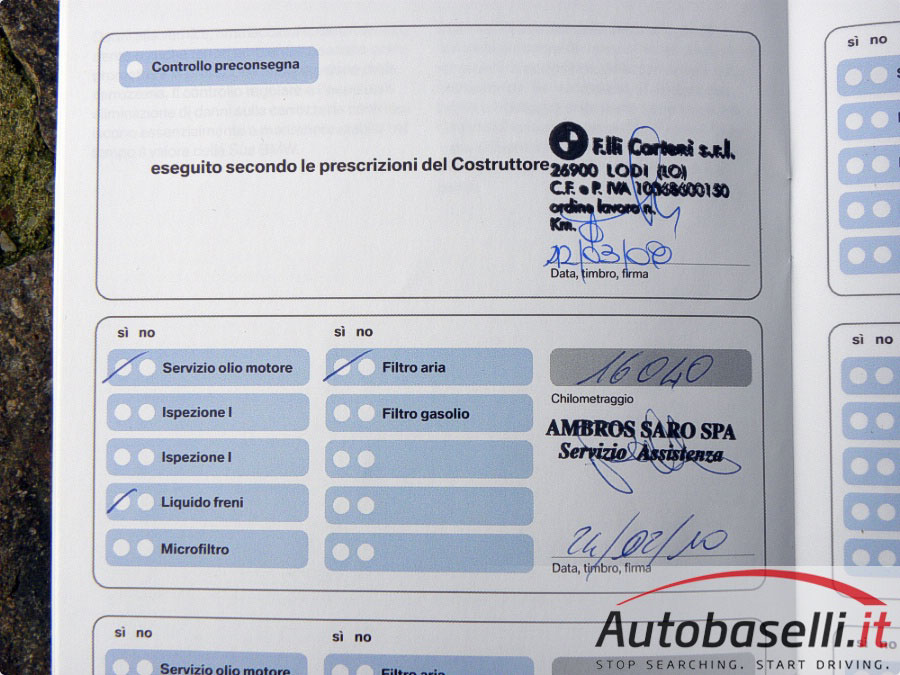 sì no
Controllo preconsegna
eseguito secondo le prescrizioni del Costruttore
F.lli Corteni s.r.l.
26900 LODI (LO)
C.F. e P. IVA 10068600150
ordine lavoro n.
Km.
22/03/08
Data, timbro, firma
sì no
sì no
sì no
Servizio olio motore
Filtro aria
16040
Chilometraggio
Ispezione I
Filtro gasolio
AMBROS SARO SPA
Servizio Assistenza
Ispezione I
Liquido freni
Microfiltro
24/02/10
Data, timbro, firma
sì no
sì no
sì no
Servizio olio motore
Filtro aria
Autobaselli.it
STOP SEARCHING. START DRIVING.